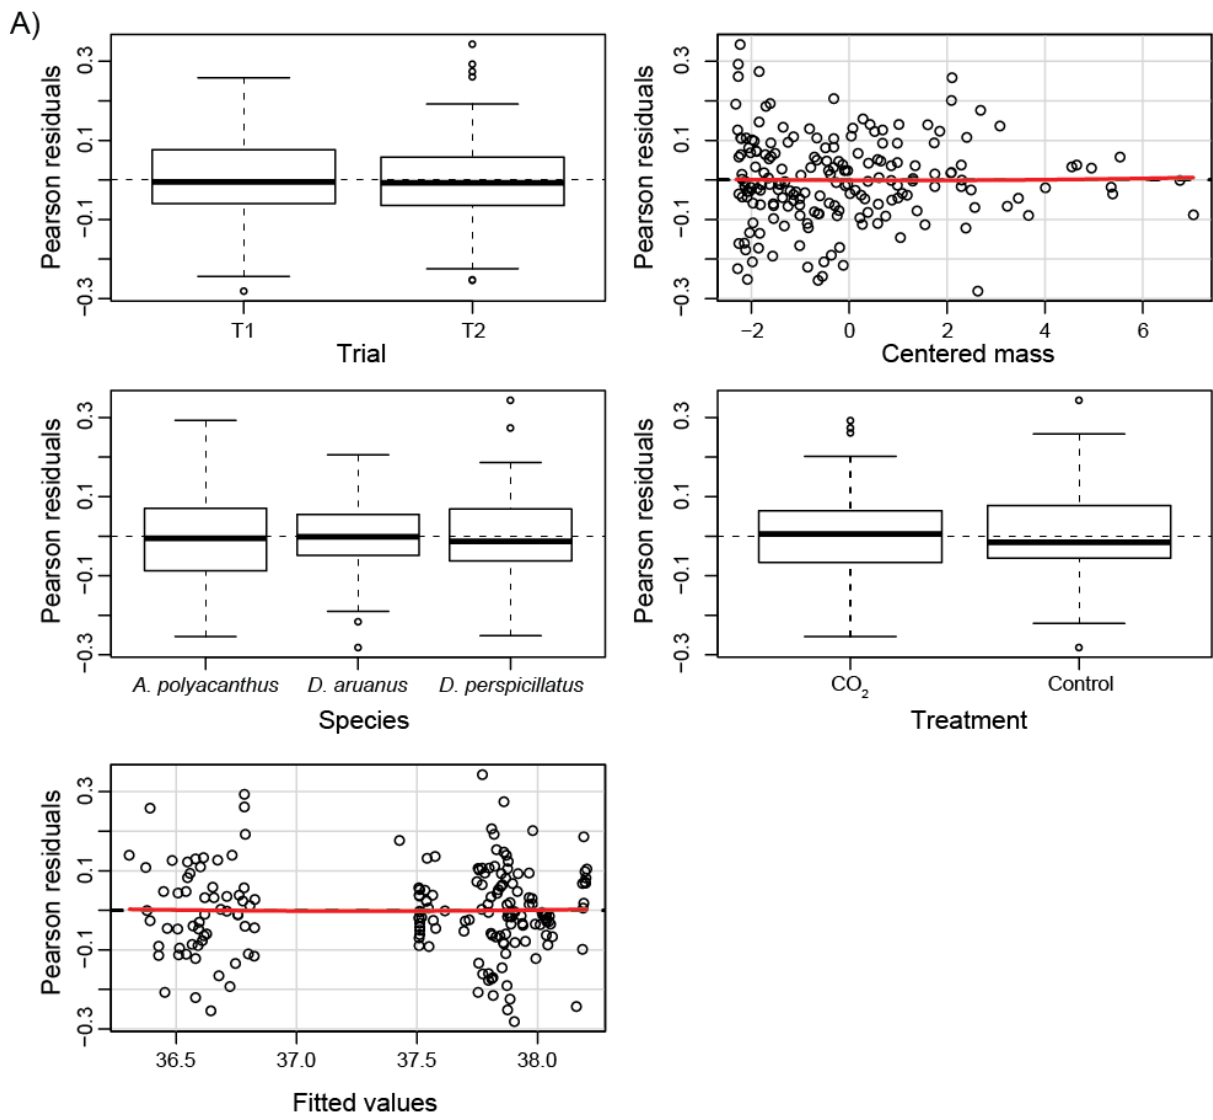 A)
Pearson residuals
0.3
0.1
−0.1
−0.3
T1 T2
Trial
Pearson residuals
0.3
0.1
−0.1
−0.3
−2 0 2 4 6
Centered mass
Pearson residuals
0.3
0.1
−0.1
−0.3
A. polyacanthus D. aruanus D. perspicillatus
Species
Pearson residuals
0.3
0.1
−0.1
−0.3
CO₂ Control
Treatment
Pearson residuals
0.3
0.1
−0.1
−0.3
36.5 37.0 37.5 38.0
Fitted values